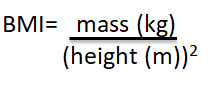 BMI= mass (kg)
(height (m))²